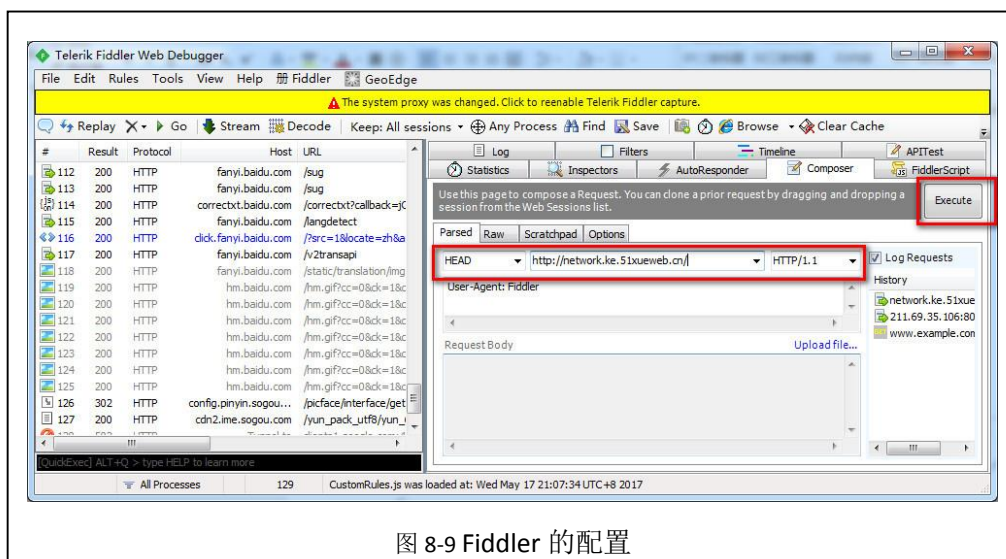 Telerik Fiddler Web Debugger
File Edit Rules Tools View Help 册 Fiddler GeoEdge
The system proxy was changed. Click to reenable Telerik Fiddler capture.
Replay X Go Stream Decode Keep: All sessions Any Process Find Save Browse Clear Cache
# Result Protocol Host URL
112 200 HTTP fanyi.baidu.com /sug
113 200 HTTP fanyi.baidu.com /sug
114 200 HTTP correctxt.baidu.com /correctxt?callback=jQ
115 200 HTTP fanyi.baidu.com /langdetect
116 200 HTTP click.fanyi.baidu.com /?src=1&locate=zh&a
117 200 HTTP fanyi.baidu.com /v2transapi
118 200 HTTP fanyi.baidu.com /static/translation/img
119 200 HTTP hm.baidu.com /hm.gif?cc=0&ck=1&c
120 200 HTTP hm.baidu.com /hm.gif?cc=0&ck=1&c
121 200 HTTP hm.baidu.com /hm.gif?cc=0&ck=1&c
122 200 HTTP hm.baidu.com /hm.gif?cc=0&ck=1&c
123 200 HTTP hm.baidu.com /hm.gif?cc=0&ck=1&c
124 200 HTTP hm.baidu.com /hm.gif?cc=0&ck=1&c
125 200 HTTP hm.baidu.com /hm.gif?cc=0&ck=1&c
126 302 HTTP config.pinyin.sogou... /picface/interface/get
127 200 HTTP cdn2.ime.sogou.com /yun_pack_utf8/yun_
[QuickExec] ALT+Q > type HELP to learn more
Log Filters Timeline APITest
Statistics Inspectors AutoResponder Composer FiddlerScript
Use this page to compose a Request. You can clone a prior request by dragging and dropping a
session from the Web Sessions list.
Execute
Parsed Raw Scratchpad Options
HEAD http://network.ke.51xueweb.cn/ HTTP/1.1
Log Requests
User-Agent: Fiddler
History
network.ke.51xue
211.69.35.106:80
www.example.con
Request Body Upload file...
All Processes 129 CustomRules.js was loaded at: Wed May 17 21:07:34 UTC+8 2017
图 8-9 Fiddler 的配置